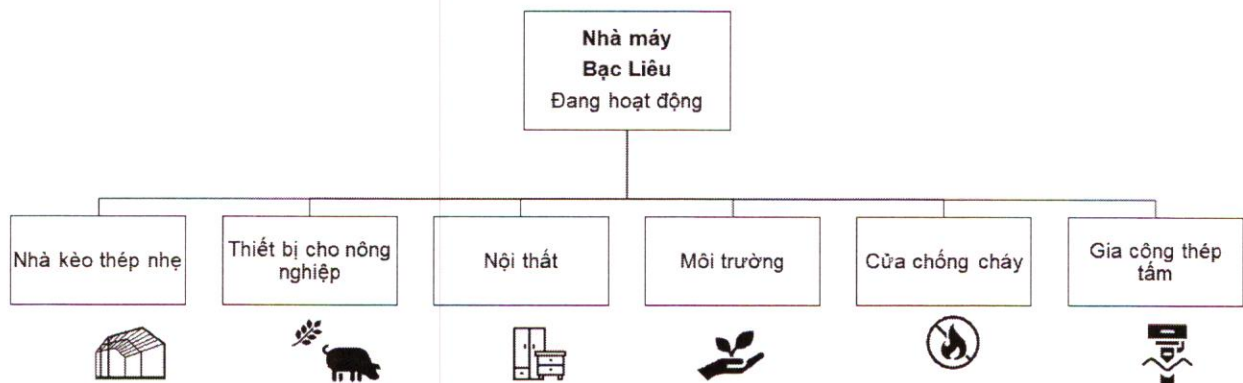 Nhà máy
Bạc Liêu
Đang hoạt động
Nhà kèo thép nhẹ
Thiết bị cho nông
nghiệp
Nội thất
Môi trường
Cửa chống cháy
Gia công thép
tấm